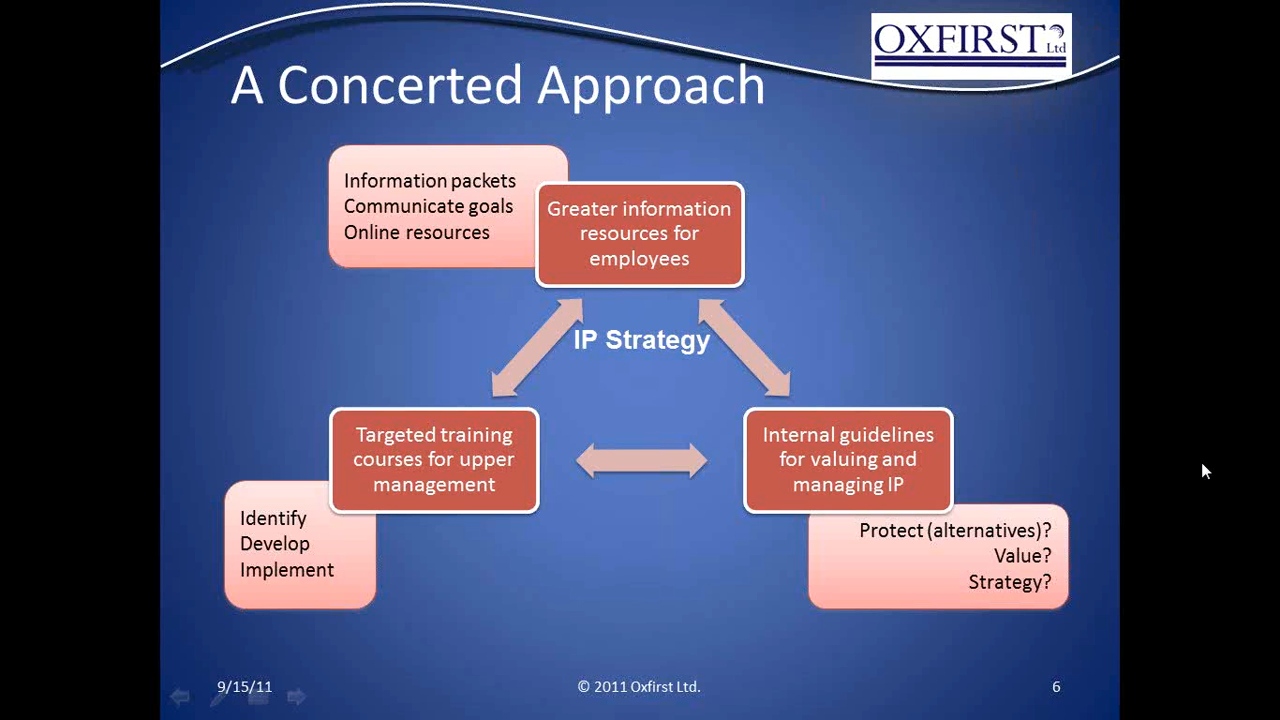 OXFIRST Ltd
A Concerted Approach
Information packets
Communicate goals
Online resources
Greater information
resources for
employees
IP Strategy
Targeted training
courses for upper
management
Internal guidelines
for valuing and
managing IP
Identify
Develop
Implement
Protect (alternatives)?
Value?
Strategy?
9/15/11
© 2011 Oxfirst Ltd.
6